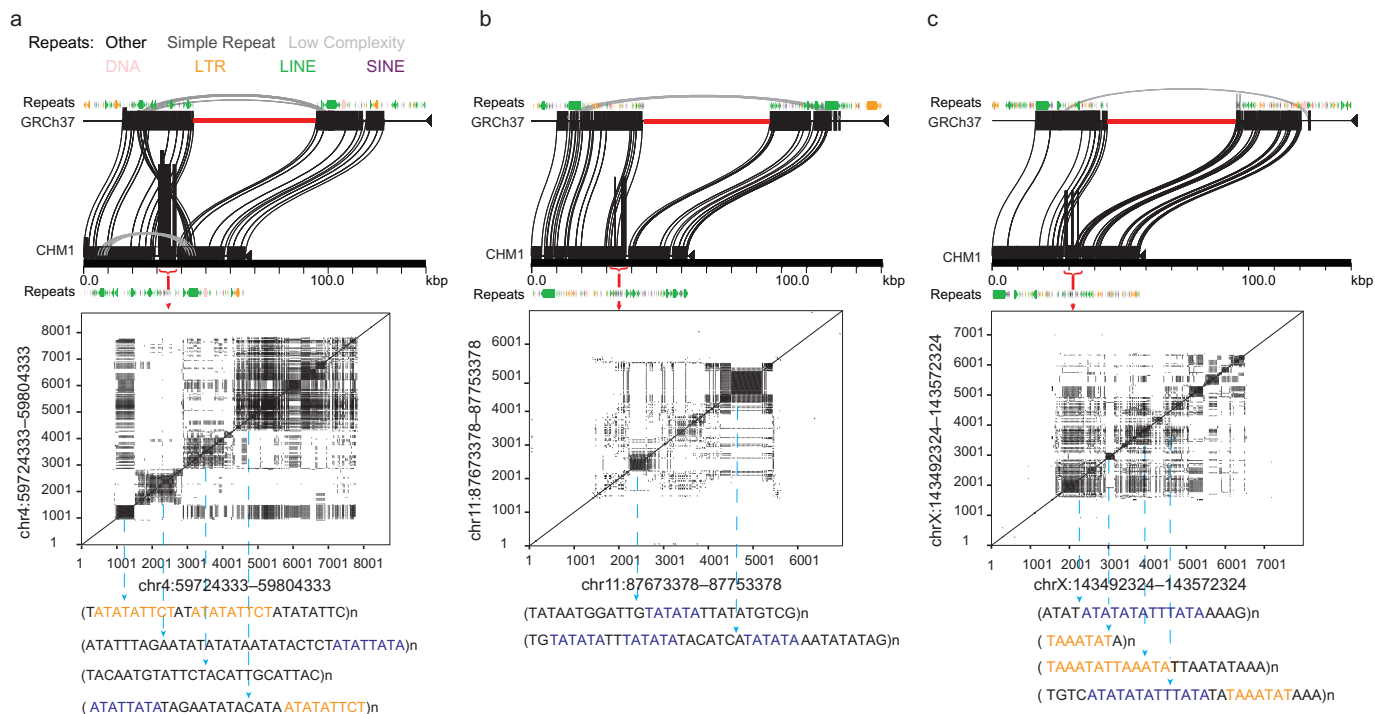 a
Repeats: Other Simple Repeat Low Complexity
DNA LTR LINE SINE
Repeats
GRCh37
CHM1
0.0 100.0 kbp
Repeats
chr4:59724333–59804333
8001
7001
6001
5001
4001
3001
2001
1001
1
1 1001 2001 3001 4001 5001 6001 7001 8001
chr4:59724333–59804333
(TATATATTCTATATATATTCTATATATTC)n
(ATATTTAGAATATATATAATATACTCTATATTATA)n
(TACAATGTATTCTACATTGCATTAC)n
( ATATTATATAGAATATACATA ATATATTCT)n
b
Repeats
GRCh37
CHM1
0.0 100.0 kbp
Repeats
chr11:87673378–87753378
6001
5001
4001
3001
2001
1001
1
1 1001 2001 3001 4001 5001 6001
chr11:87673378–87753378
(TATAATGGATTGTATATATTATATGTCG)n
(TGTATATATTTATATATACATCATATATAAATATATAG)n
c
Repeats
GRCh37
CHM1
0.0 100.0 kbp
Repeats
chrX:143492324–143572324
7001
6001
5001
4001
3001
2001
1001
1
1 1001 2001 3001 4001 5001 6001 7001
chrX:143492324–143572324
(ATATATATATATTTATAAAAG)n
( TAAATATA)n
( TAAATATTAAATATTAATATAAA)n
( TGTCATATATATTTATATATAAATATAAA)n